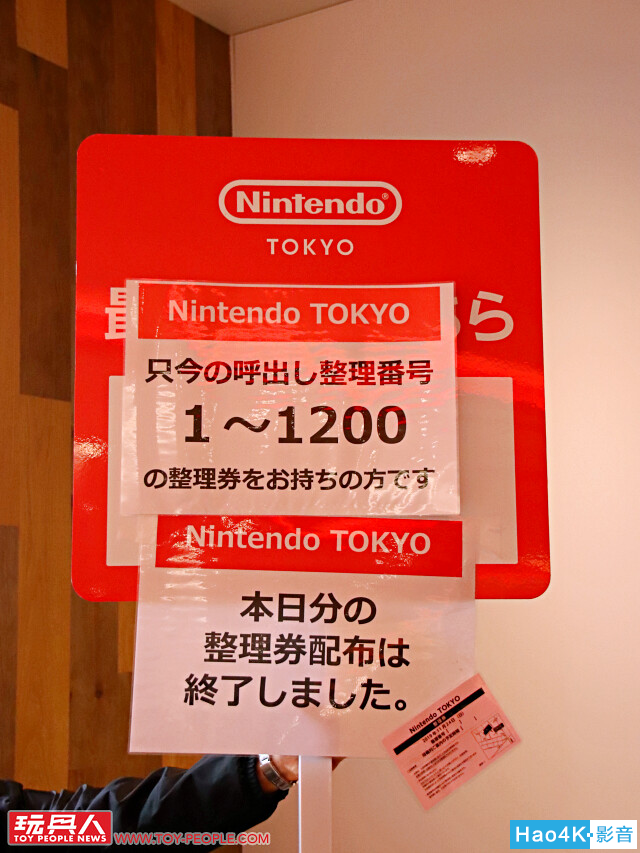 Nintendo®
TOKYO
最 ちら
Nintendo TOKYO
只今の呼出し整理番号
1～1200
の整理券をお持ちの方です
Nintendo TOKYO
本日分の
整理券配布は
終了しました。
Nintendo TOKYO
玩具人
TOY PEOPLE NEWS
WWW.TOY-PEOPLE.COM
Hao4K·影音